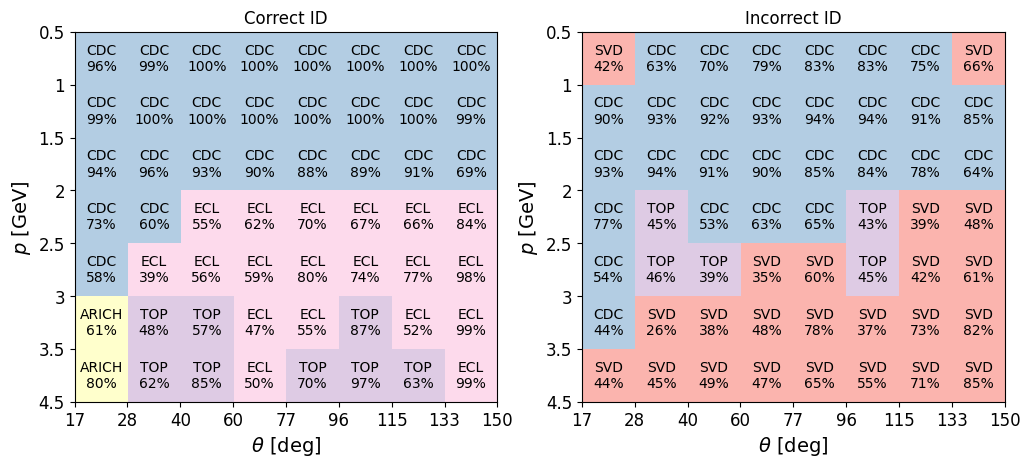 Correct ID
0.5
1
1.5
2
2.5
3
3.5
4.5
p [GeV]
CDC CDC CDC CDC CDC CDC CDC CDC
96% 99% 100% 100% 100% 100% 100% 100%
CDC CDC CDC CDC CDC CDC CDC CDC
99% 100% 100% 100% 100% 100% 100% 99%
CDC CDC CDC CDC CDC CDC CDC CDC
94% 96% 93% 90% 88% 89% 91% 69%
CDC CDC ECL ECL ECL ECL ECL ECL
73% 60% 55% 62% 70% 67% 66% 84%
CDC ECL ECL ECL ECL ECL ECL ECL
58% 39% 56% 59% 80% 74% 77% 98%
ARICH TOP TOP ECL ECL TOP ECL ECL
61% 48% 57% 47% 55% 87% 52% 99%
ARICH TOP TOP ECL TOP TOP TOP ECL
80% 62% 85% 50% 70% 97% 63% 99%
17 28 40 60 77 96 115 133 150
θ [deg]
Incorrect ID
0.5
1
1.5
2
2.5
3
3.5
4.5
p [GeV]
SVD CDC CDC CDC CDC CDC CDC SVD
42% 63% 70% 79% 83% 83% 75% 66%
CDC CDC CDC CDC CDC CDC CDC CDC
90% 93% 92% 93% 94% 94% 91% 85%
CDC CDC CDC CDC CDC CDC CDC CDC
93% 94% 91% 90% 85% 84% 78% 64%
CDC TOP CDC CDC CDC TOP SVD SVD
77% 45% 53% 63% 65% 43% 39% 48%
CDC TOP TOP SVD SVD TOP SVD SVD
54% 46% 39% 35% 60% 45% 42% 61%
CDC SVD SVD SVD SVD SVD SVD SVD
44% 26% 38% 48% 78% 37% 73% 82%
SVD SVD SVD SVD SVD SVD SVD SVD
44% 45% 49% 47% 65% 55% 71% 85%
17 28 40 60 77 96 115 133 150
θ [deg]